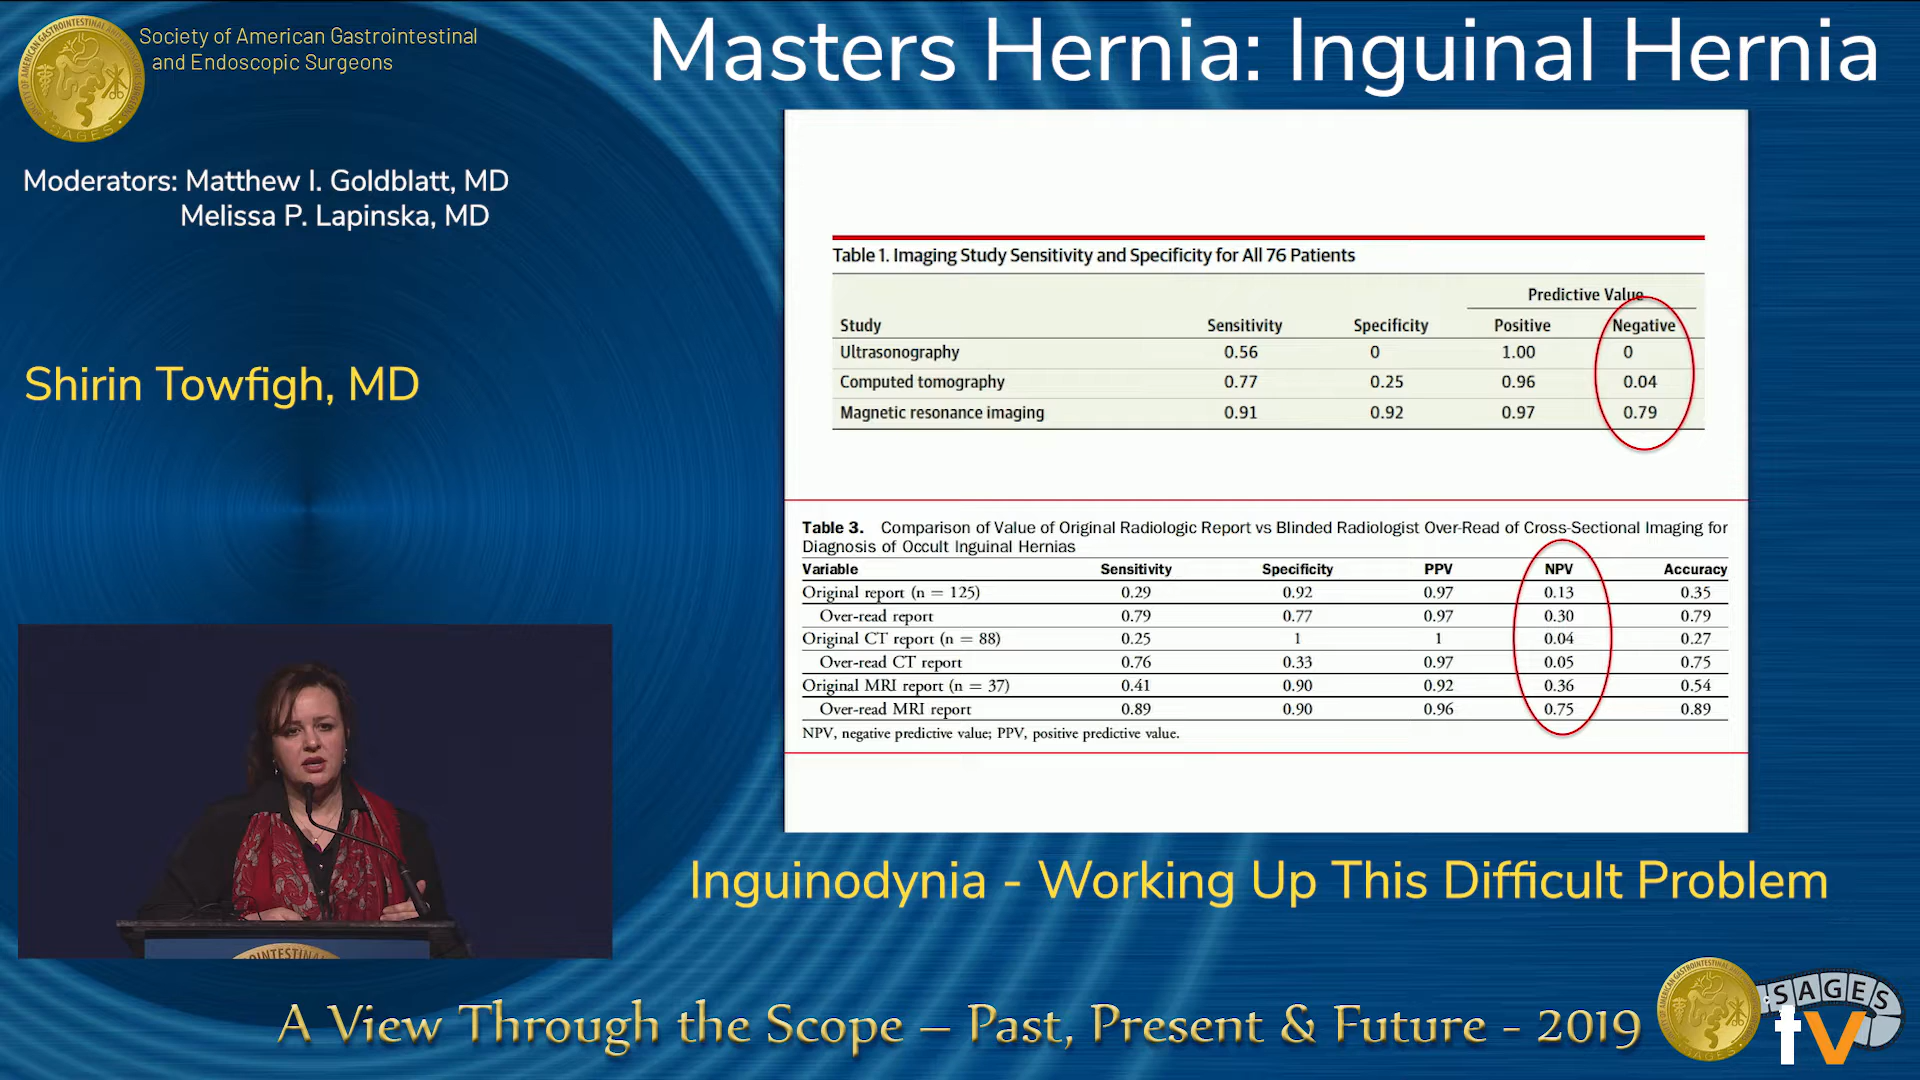 Society of American Gastrointestinal
and Endoscopic Surgeons
Masters Hernia: Inguinal Hernia
Moderators: Matthew I. Goldblatt, MD
Melissa P. Lapinska, MD
Shirin Towfigh, MD
Table 1. Imaging Study Sensitivity and Specificity for All 76 Patients
Predictive Value
Study Sensitivity Specificity Positive Negative
Ultrasonography 0.56 0 1.00 0
Computed tomography 0.77 0.25 0.96 0.04
Magnetic resonance imaging 0.91 0.92 0.97 0.79
Table 3. Comparison of Value of Original Radiologic Report vs Blinded Radiologist Over-Read of Cross-Sectional Imaging for
Diagnosis of Occult Inguinal Hernias
Variable Sensitivity Specificity PPV NPV Accuracy
Original report (n = 125) 0.29 0.92 0.97 0.13 0.35
Over-read report 0.79 0.77 0.97 0.30 0.79
Original CT report (n = 88) 0.25 1 1 0.04 0.27
Over-read CT report 0.76 0.33 0.97 0.05 0.75
Original MRI report (n = 37) 0.41 0.90 0.92 0.36 0.54
Over-read MRI report 0.89 0.90 0.96 0.75 0.89
NPV, negative predictive value; PPV, positive predictive value.
Inguinodynia - Working Up This Difficult Problem
A View Through the Scope – Past, Present & Future - 2019
SAGES
tv